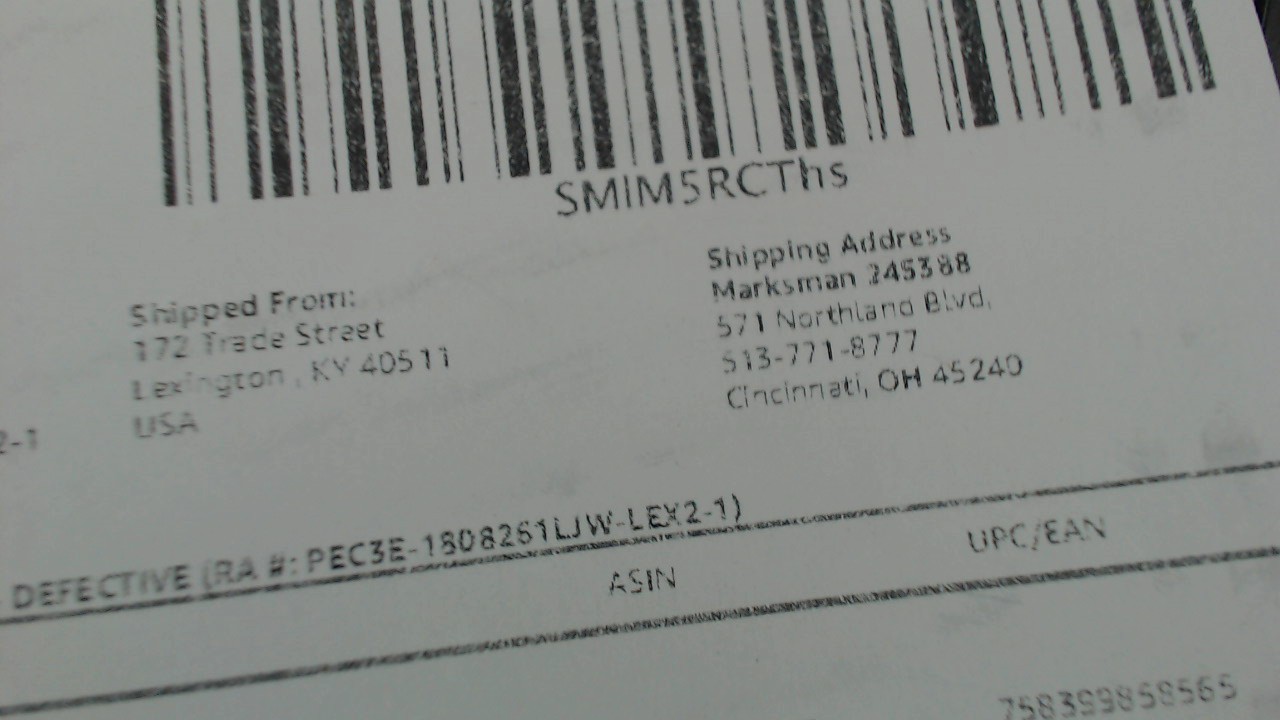 SMIM5RCThs
Shipped From:
172 Trade Street
Lexington , KY 40511
USA
Shipping Address
Marksman 245388
571 Northland Blvd,
513-771-8777
Cincinnati, OH 45240
2-1
DEFECTIVE (RA #: PEC3E-1808261LJW-LEX2-1)
ASIN UPC/EAN
758399858565